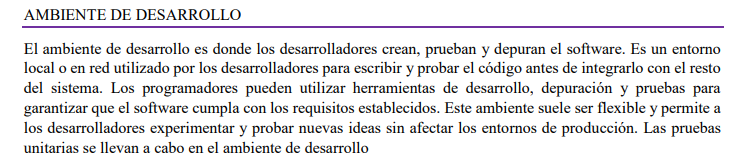 AMBIENTE DE DESARROLLO
El ambiente de desarrollo es donde los desarrolladores crean, prueban y depuran el software. Es un entorno
local o en red utilizado por los desarrolladores para escribir y probar el código antes de integrarlo con el resto
del sistema. Los programadores pueden utilizar herramientas de desarrollo, depuración y pruebas para
garantizar que el software cumpla con los requisitos establecidos. Este ambiente suele ser flexible y permite a
los desarrolladores experimentar y probar nuevas ideas sin afectar los entornos de producción. Las pruebas
unitarias se llevan a cabo en el ambiente de desarrollo